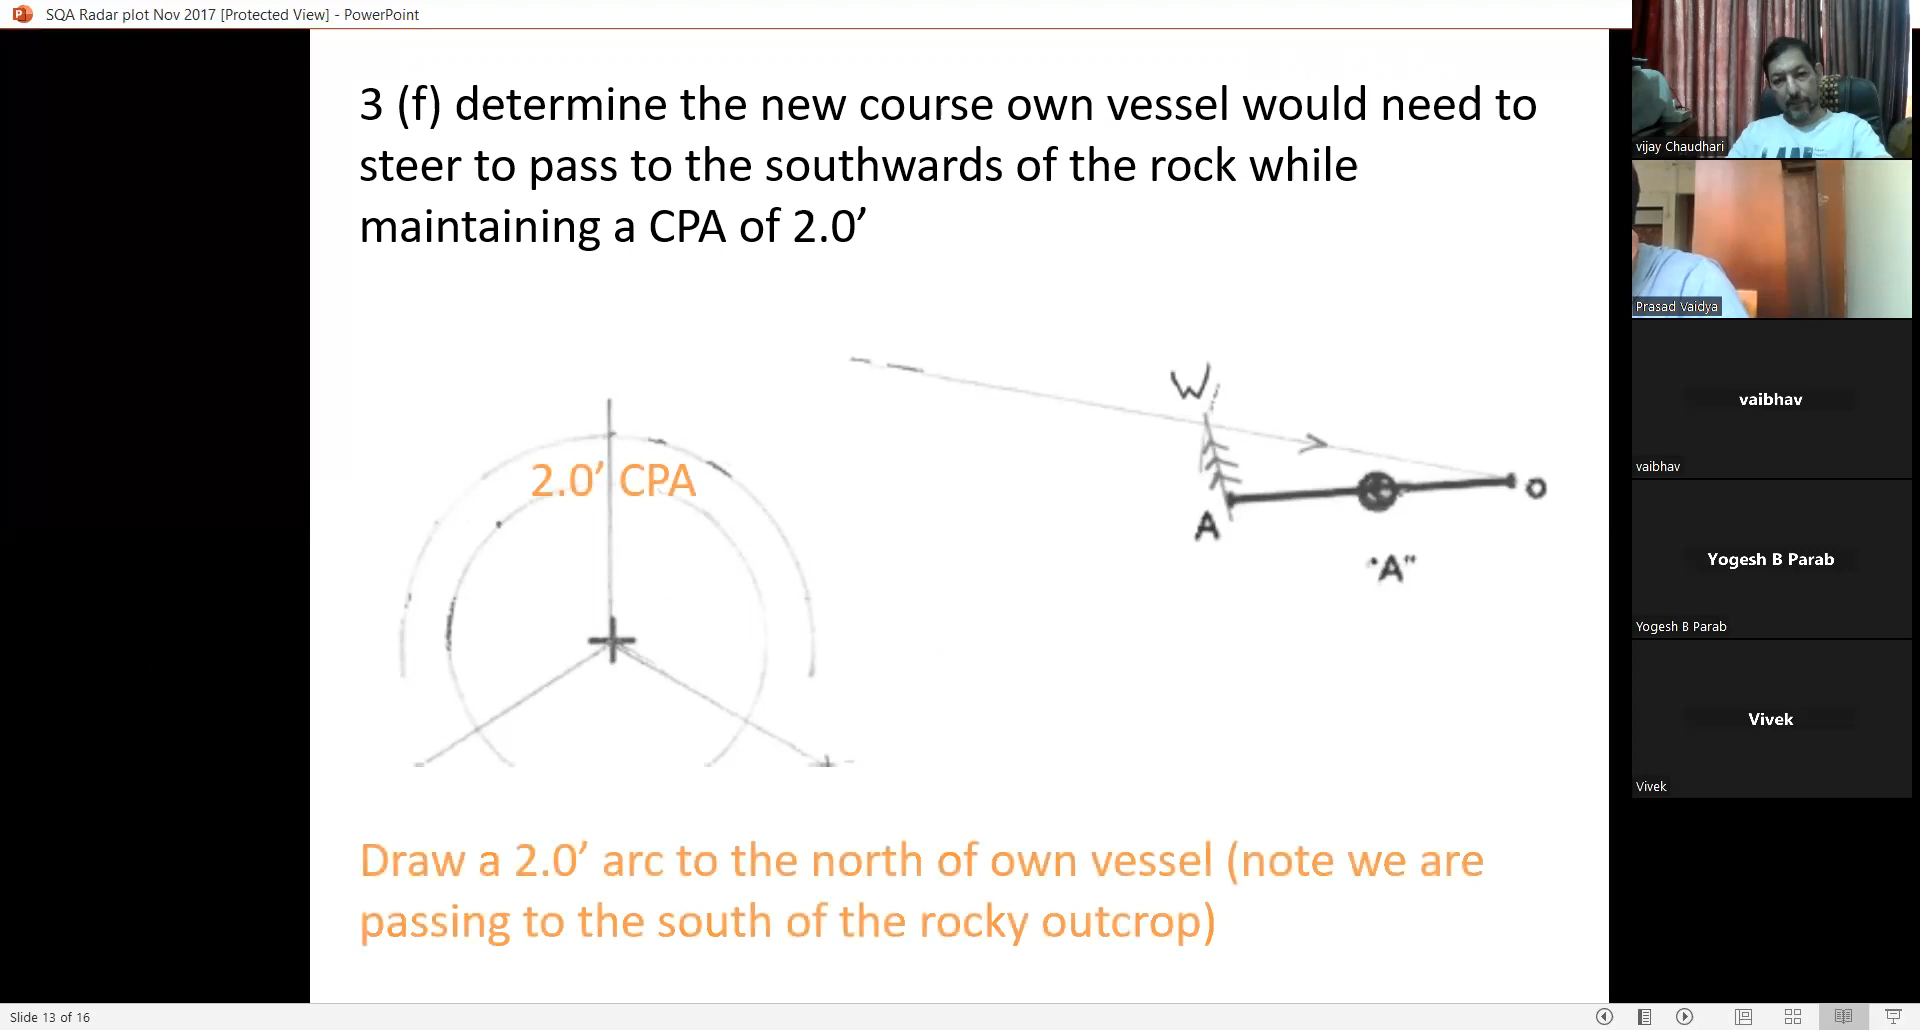 SQA Radar plot Nov 2017 [Protected View] - PowerPoint
3 (f) determine the new course own vessel would need to
steer to pass to the southwards of the rock while
maintaining a CPA of 2.0’
W
2.0’ CPA
O
A
"A"
Draw a 2.0’ arc to the north of own vessel (note we are
passing to the south of the rocky outcrop)
vijay Chaudhari
Prasad Vaidya
vaibhav
vaibhav
Yogesh B Parab
Yogesh B Parab
Vivek
Vivek
Slide 13 of 16